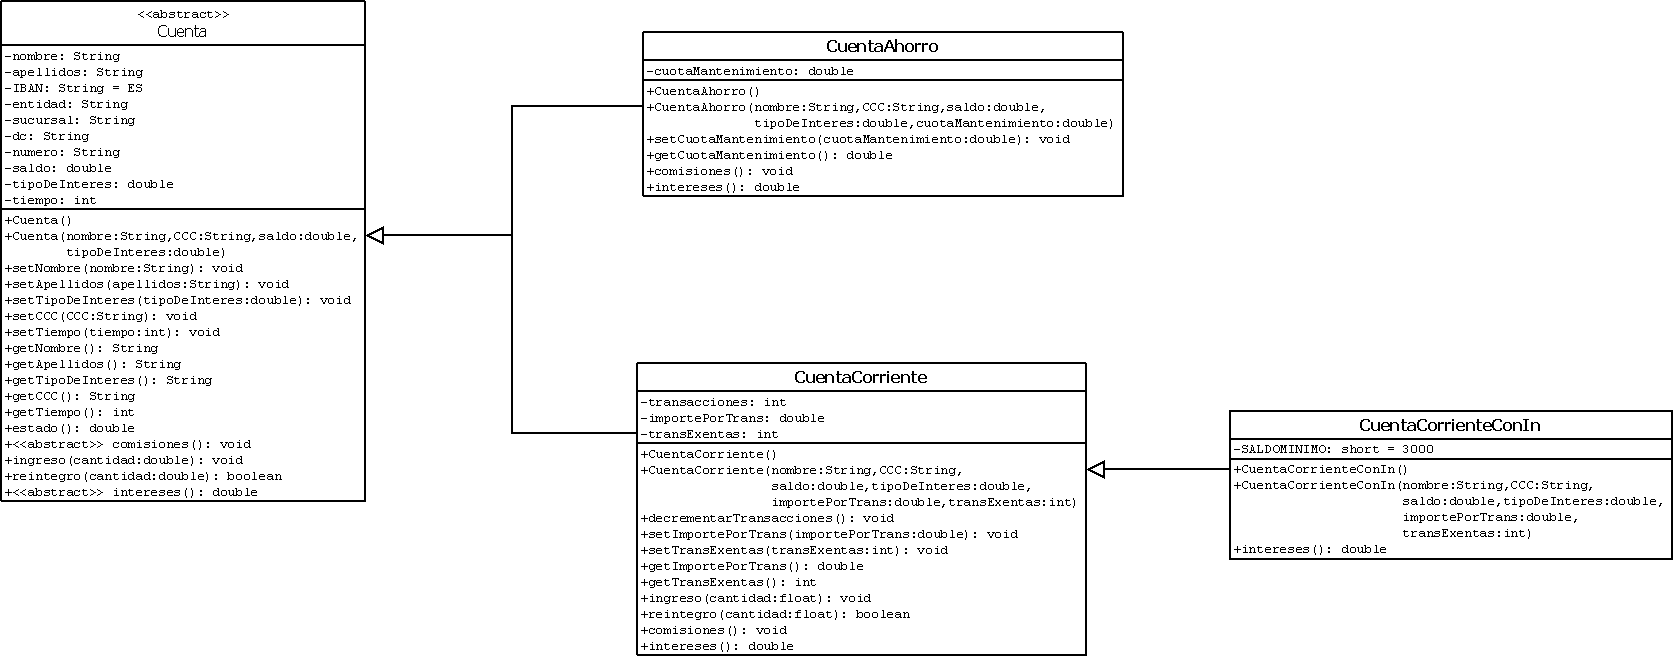 <<abstract>>
Cuenta
-nombre: String
-apellidos: String
-IBAN: String = ES
-entidad: String
-sucursal: String
-dc: String
-numero: String
-saldo: double
-tipoDeInteres: double
-tiempo: int
+Cuenta()
+Cuenta(nombre:String,CCC:String,saldo:double,
tipoDeInteres:double)
+setNombre(nombre:String): void
+setApellidos(apellidos:String): void
+setTipoDeInteres(tipoDeInteres:double): void
+setCCC(CCC:String): void
+setTiempo(tiempo:int): void
+getNombre(): String
+getApellidos(): String
+getTipoDeInteres(): String
+getCCC(): String
+getTiempo(): int
+estado(): double
+<<abstract>> comisiones(): void
+ingreso(cantidad:double): void
+reintegro(cantidad:double): boolean
+<<abstract>> intereses(): double
CuentaAhorro
-cuotaMantenimiento: double
+CuentaAhorro()
+CuentaAhorro(nombre:String,CCC:String,saldo:double,
tipoDeInteres:double,cuotaMantenimiento:double)
+setCuotaMantenimiento(cuotaMantenimiento:double): void
+getCuotaMantenimiento(): double
+comisiones(): void
+intereses(): double
CuentaCorriente
-transacciones: int
-importePorTrans: double
-transExentas: int
+CuentaCorriente()
+CuentaCorriente(nombre:String,CCC:String,
saldo:double,tipoDeInteres:double,
importePorTrans:double,transExentas:int)
+decrementarTransacciones(): void
+setImportePorTrans(importePorTrans:double): void
+setTransExentas(transExentas:int): void
+getImportePorTrans(): double
+getTransExentas(): int
+ingreso(cantidad:float): void
+reintegro(cantidad:float): boolean
+comisiones(): void
+intereses(): double
CuentaCorrienteConIn
-SALDOMINIMO: short = 3000
+CuentaCorrienteConIn()
+CuentaCorrienteConIn(nombre:String,CCC:String,
saldo:double,tipoDeInteres:double,
importePorTrans:double,
transExentas:int)
+intereses(): double